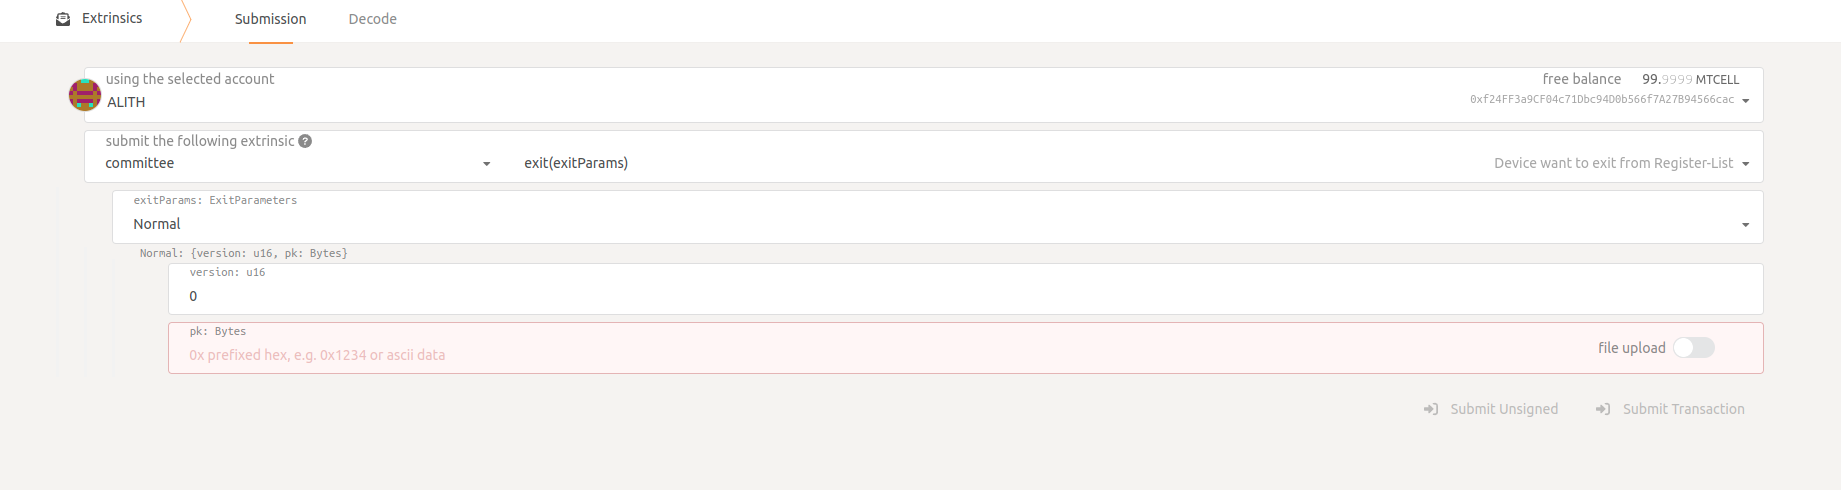 Extrinsics
Submission
Decode
using the selected account
free balance 99.9999 MTCELL
ALITH
0xf24FF3a9CF04c71Dbc94D0b566f7A27B94566cac
submit the following extrinsic ?
committee
exit(exitParams)
Device want to exit from Register-List
exitParams: ExitParameters
Normal
Normal: {version: u16, pk: Bytes}
version: u16
0
pk: Bytes
0x prefixed hex, e.g. 0x1234 or ascii data
file upload
Submit Unsigned
Submit Transaction